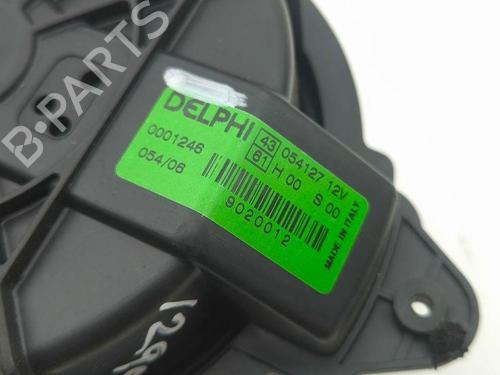 B-PARTS
DELPHI 43 054127 12V
0001246 61 H 00 S 00
054/06
9020012
MADE IN ITALY